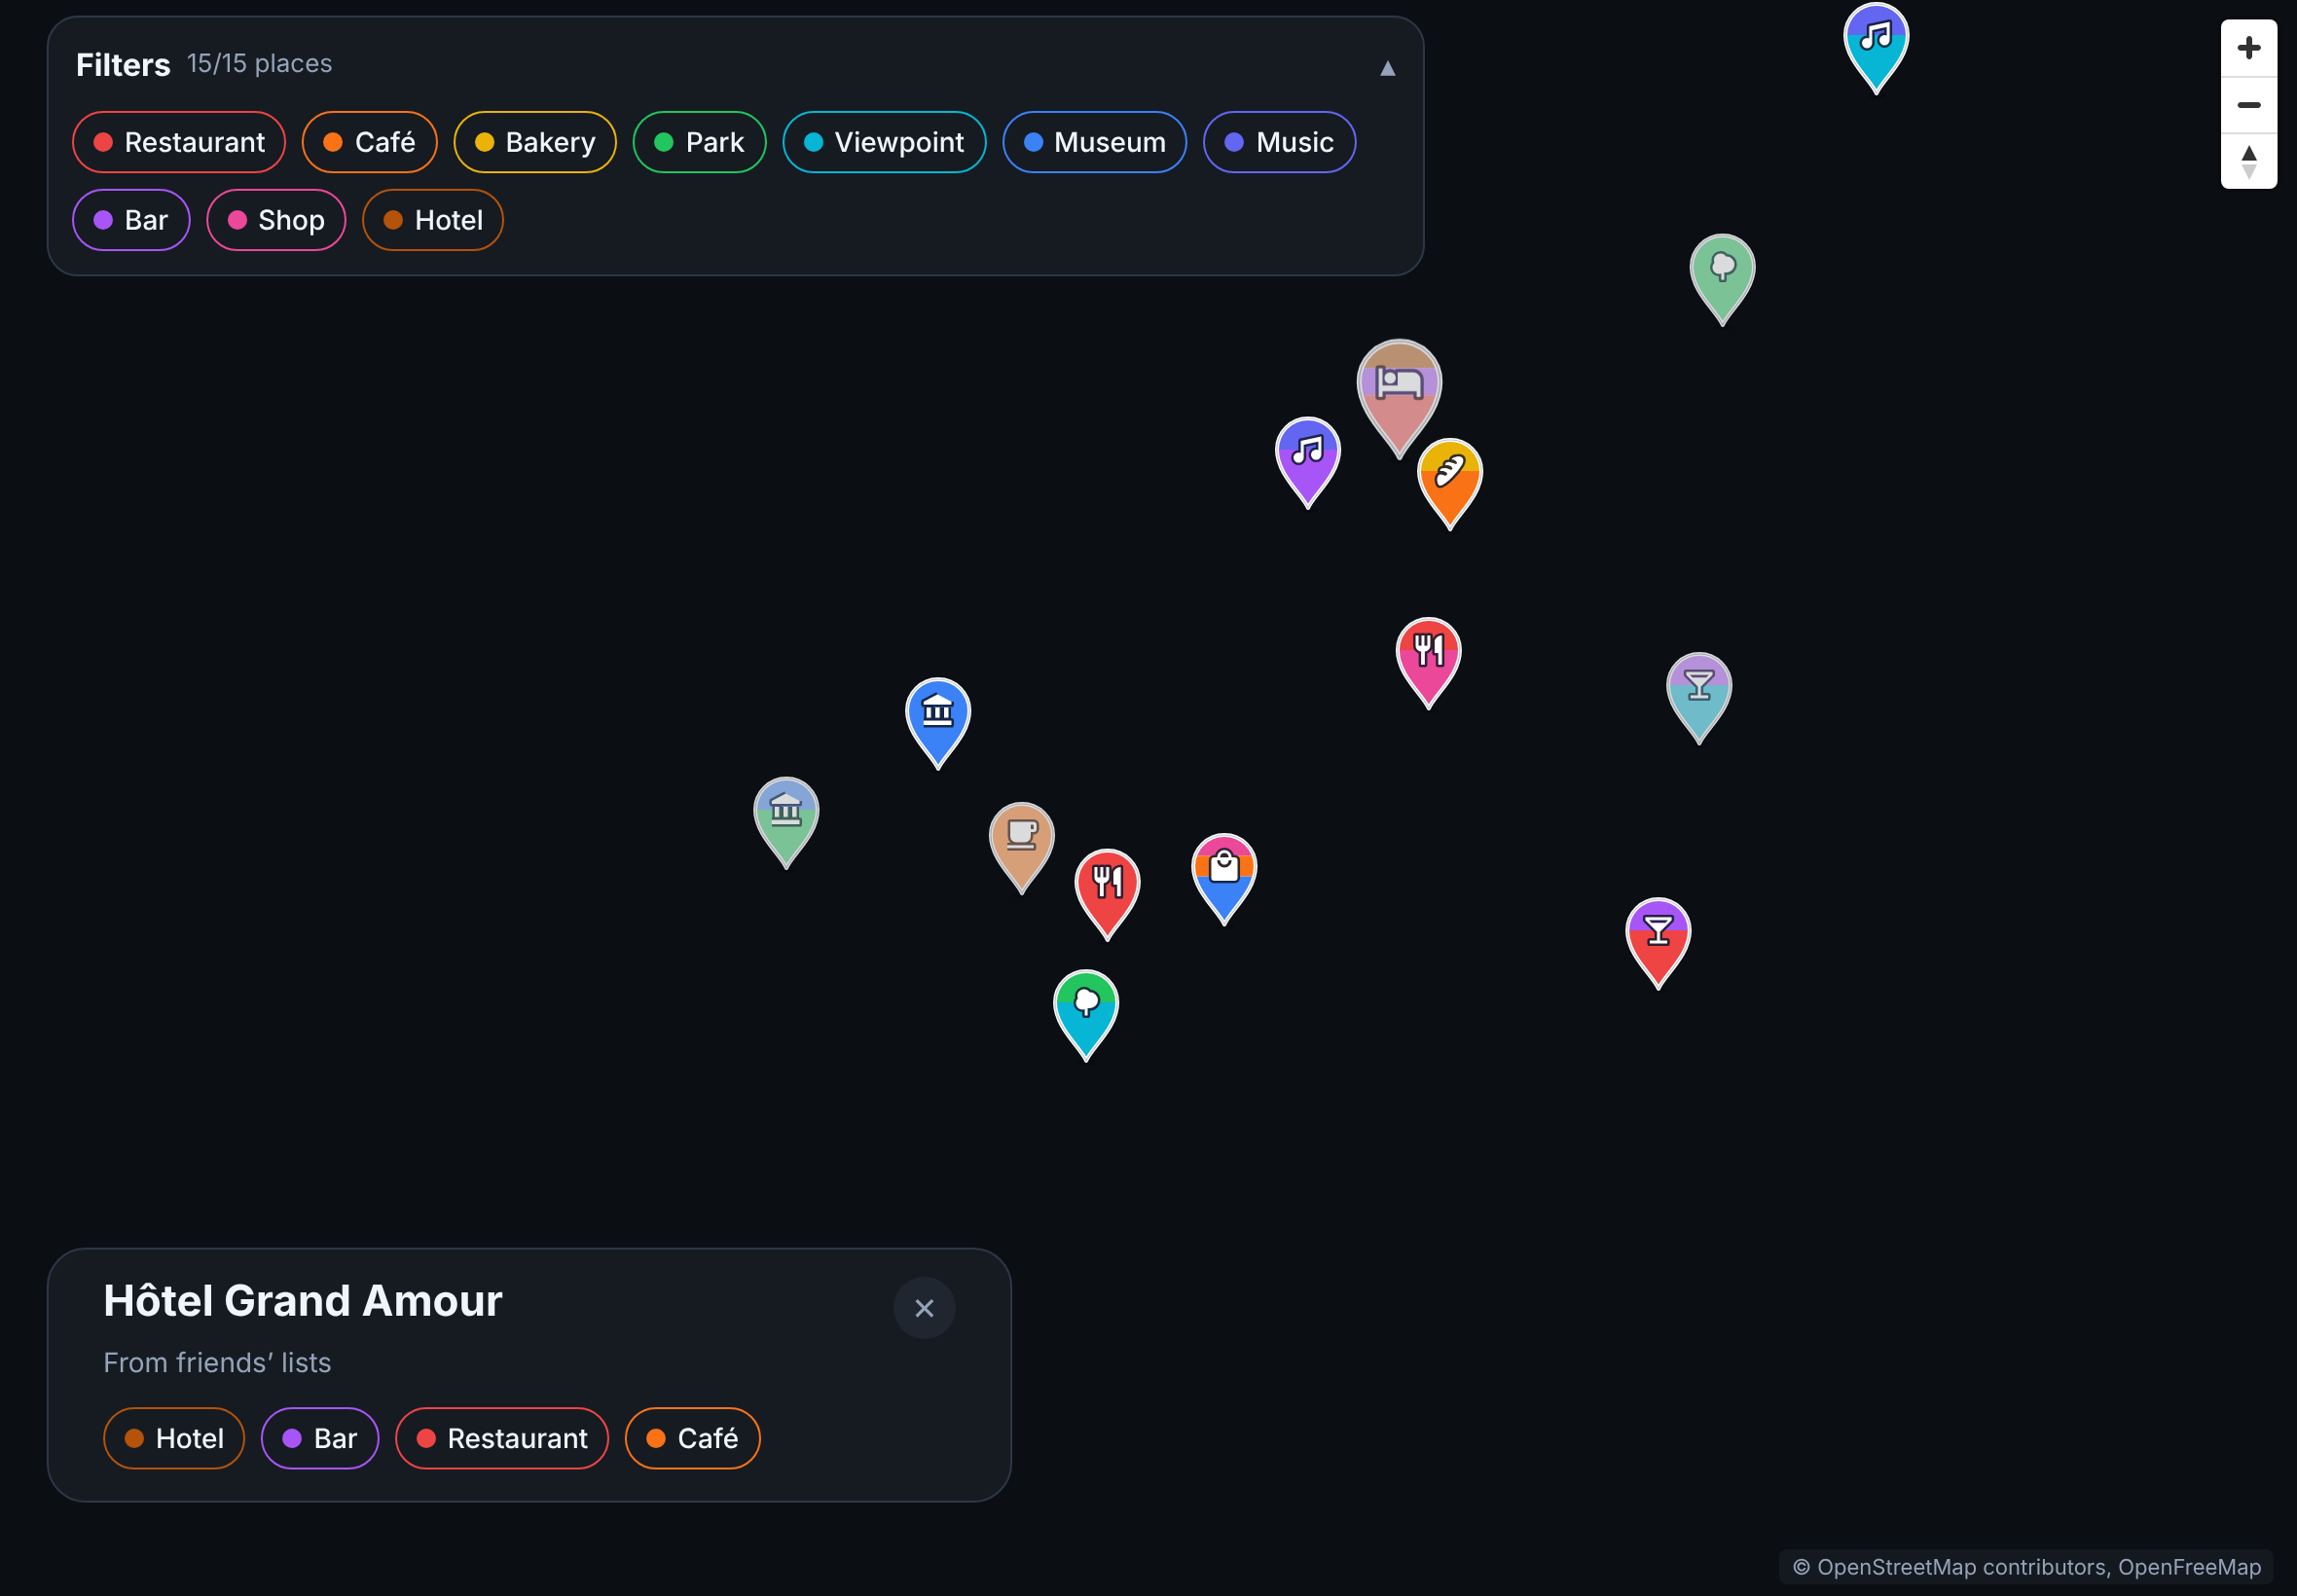 Filters 15/15 places
Restaurant Café Bakery Park Viewpoint Museum Music
Bar Shop Hotel
Hôtel Grand Amour
From friends’ lists
Hotel Bar Restaurant Café
© OpenStreetMap contributors, OpenFreeMap